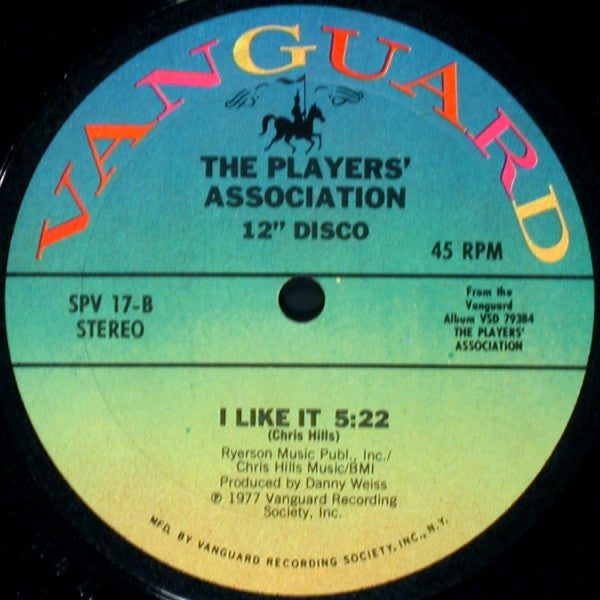 VANGUARD
THE PLAYERS'
ASSOCIATION
12" DISCO
45 RPM
SPV 17-B
STEREO
From the
Vanguard
Album VSD 79384
THE PLAYERS'
ASSOCIATION
I LIKE IT 5:22
(Chris Hills)
Ryerson Music Publ., Inc./
Chris Hills Music/BMI
Produced by Danny Weiss
℗ 1977 Vanguard Recording
Society, Inc.
MFD. BY VANGUARD RECORDING SOCIETY, INC., N.Y.